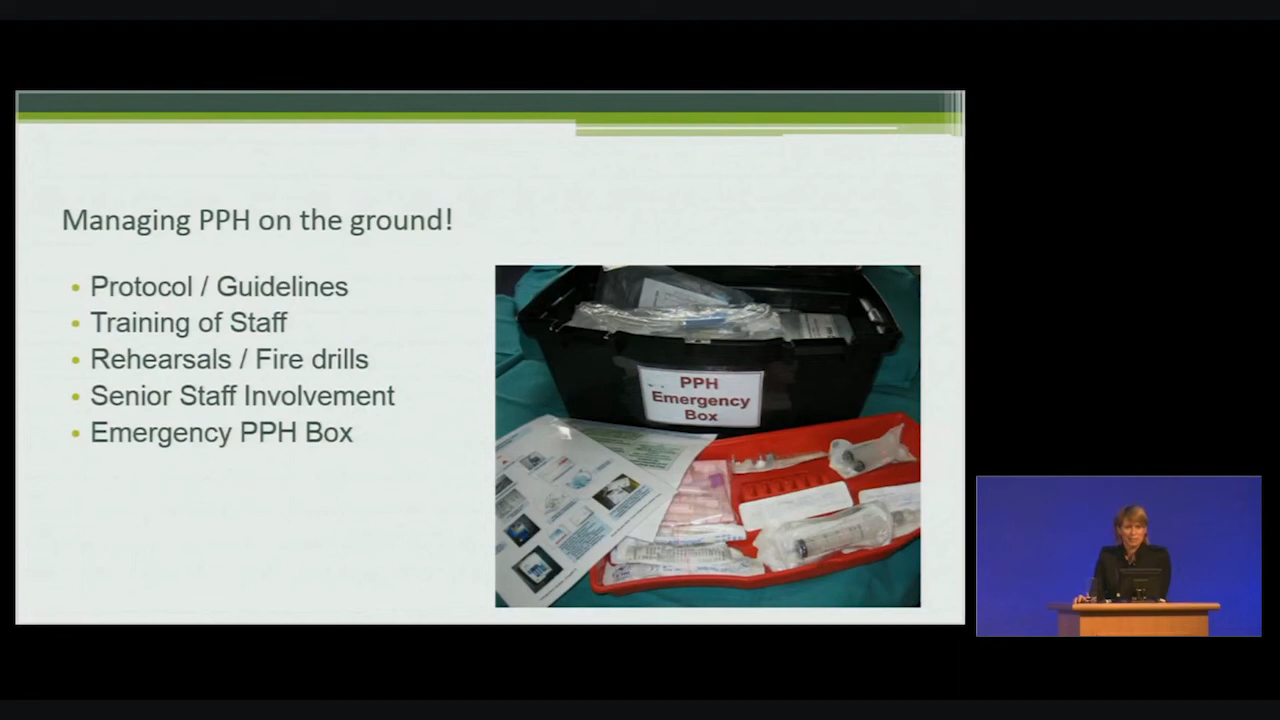 Managing PPH on the ground!
• Protocol / Guidelines
• Training of Staff
• Rehearsals / Fire drills
• Senior Staff Involvement
• Emergency PPH Box
PPH
Emergency
Box